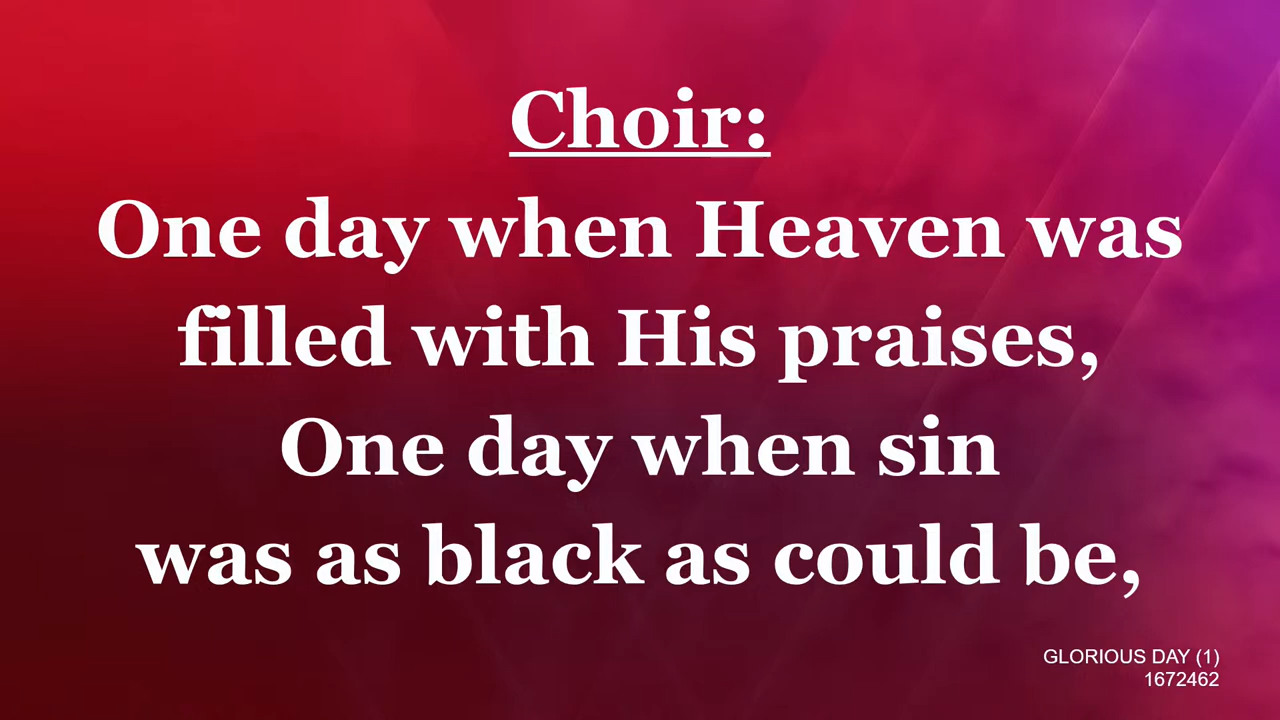 Choir:
One day when Heaven was
filled with His praises,
One day when sin
was as black as could be,
GLORIOUS DAY (1)
1672462